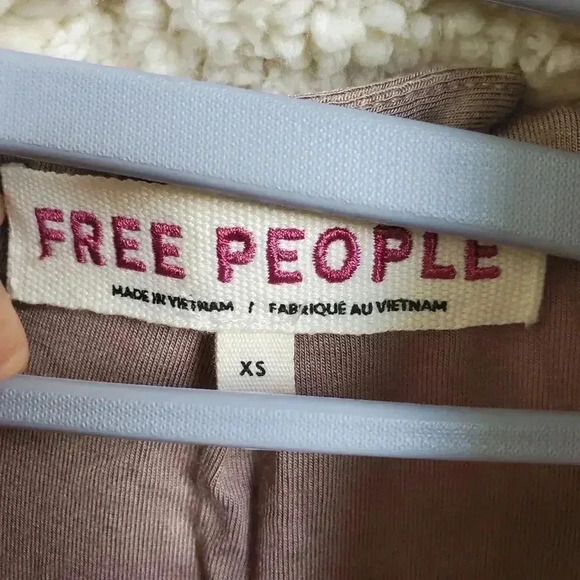 FREE PEOPLE
MADE IN VIETNAM / FABRIQUÉ AU VIETNAM
XS